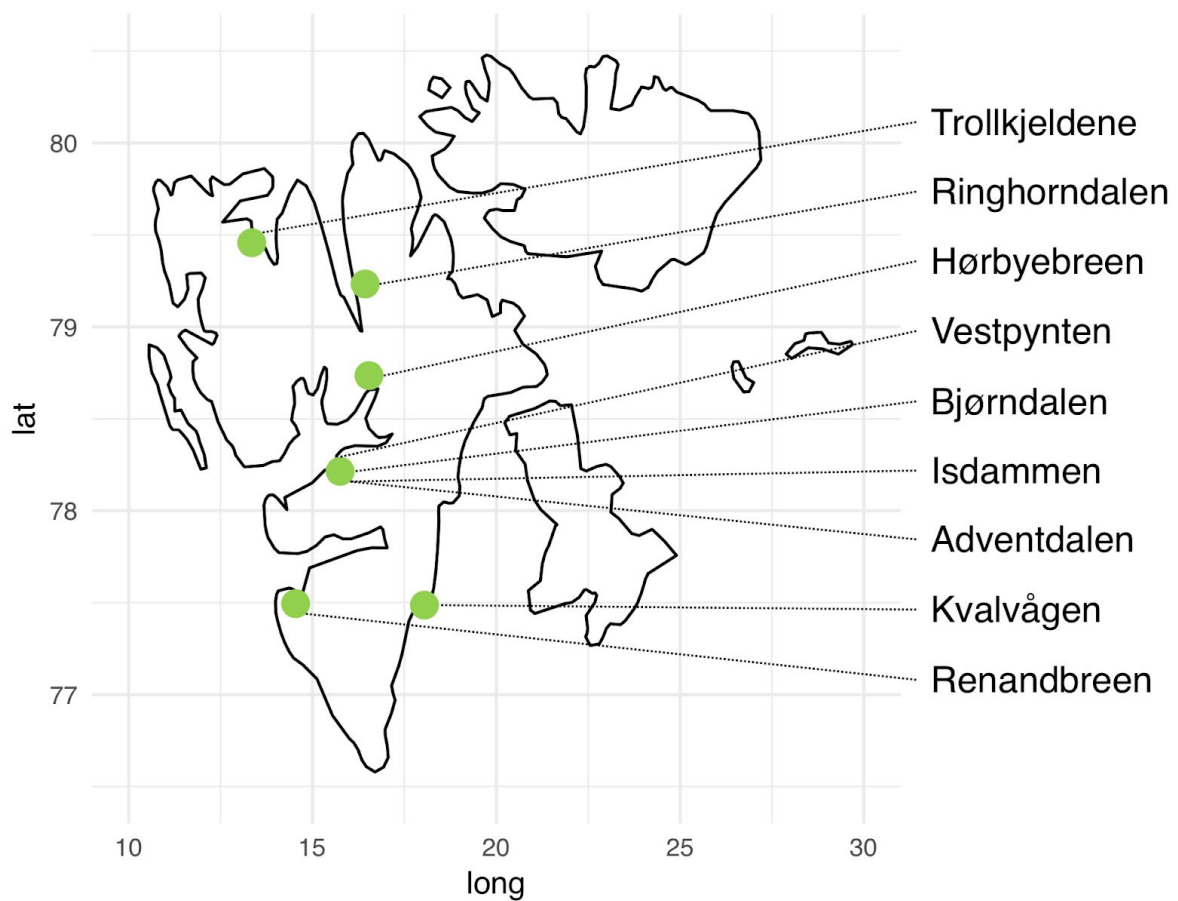 Trollkjeldene
Ringhorndalen
Hørbyebreen
Vestpynten
Bjørndalen
Isdammen
Adventdalen
Kvalvågen
Renandbreen
80
79
78
77
lat
10 15 20 25 30
long